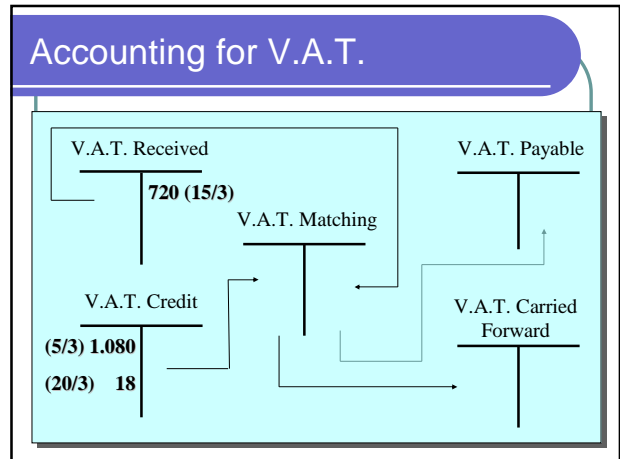 Accounting for V.A.T.
V.A.T. Received
720 (15/3)
V.A.T. Payable
V.A.T. Matching
V.A.T. Credit
(5/3) 1.080
(20/3) 18
V.A.T. Carried
Forward